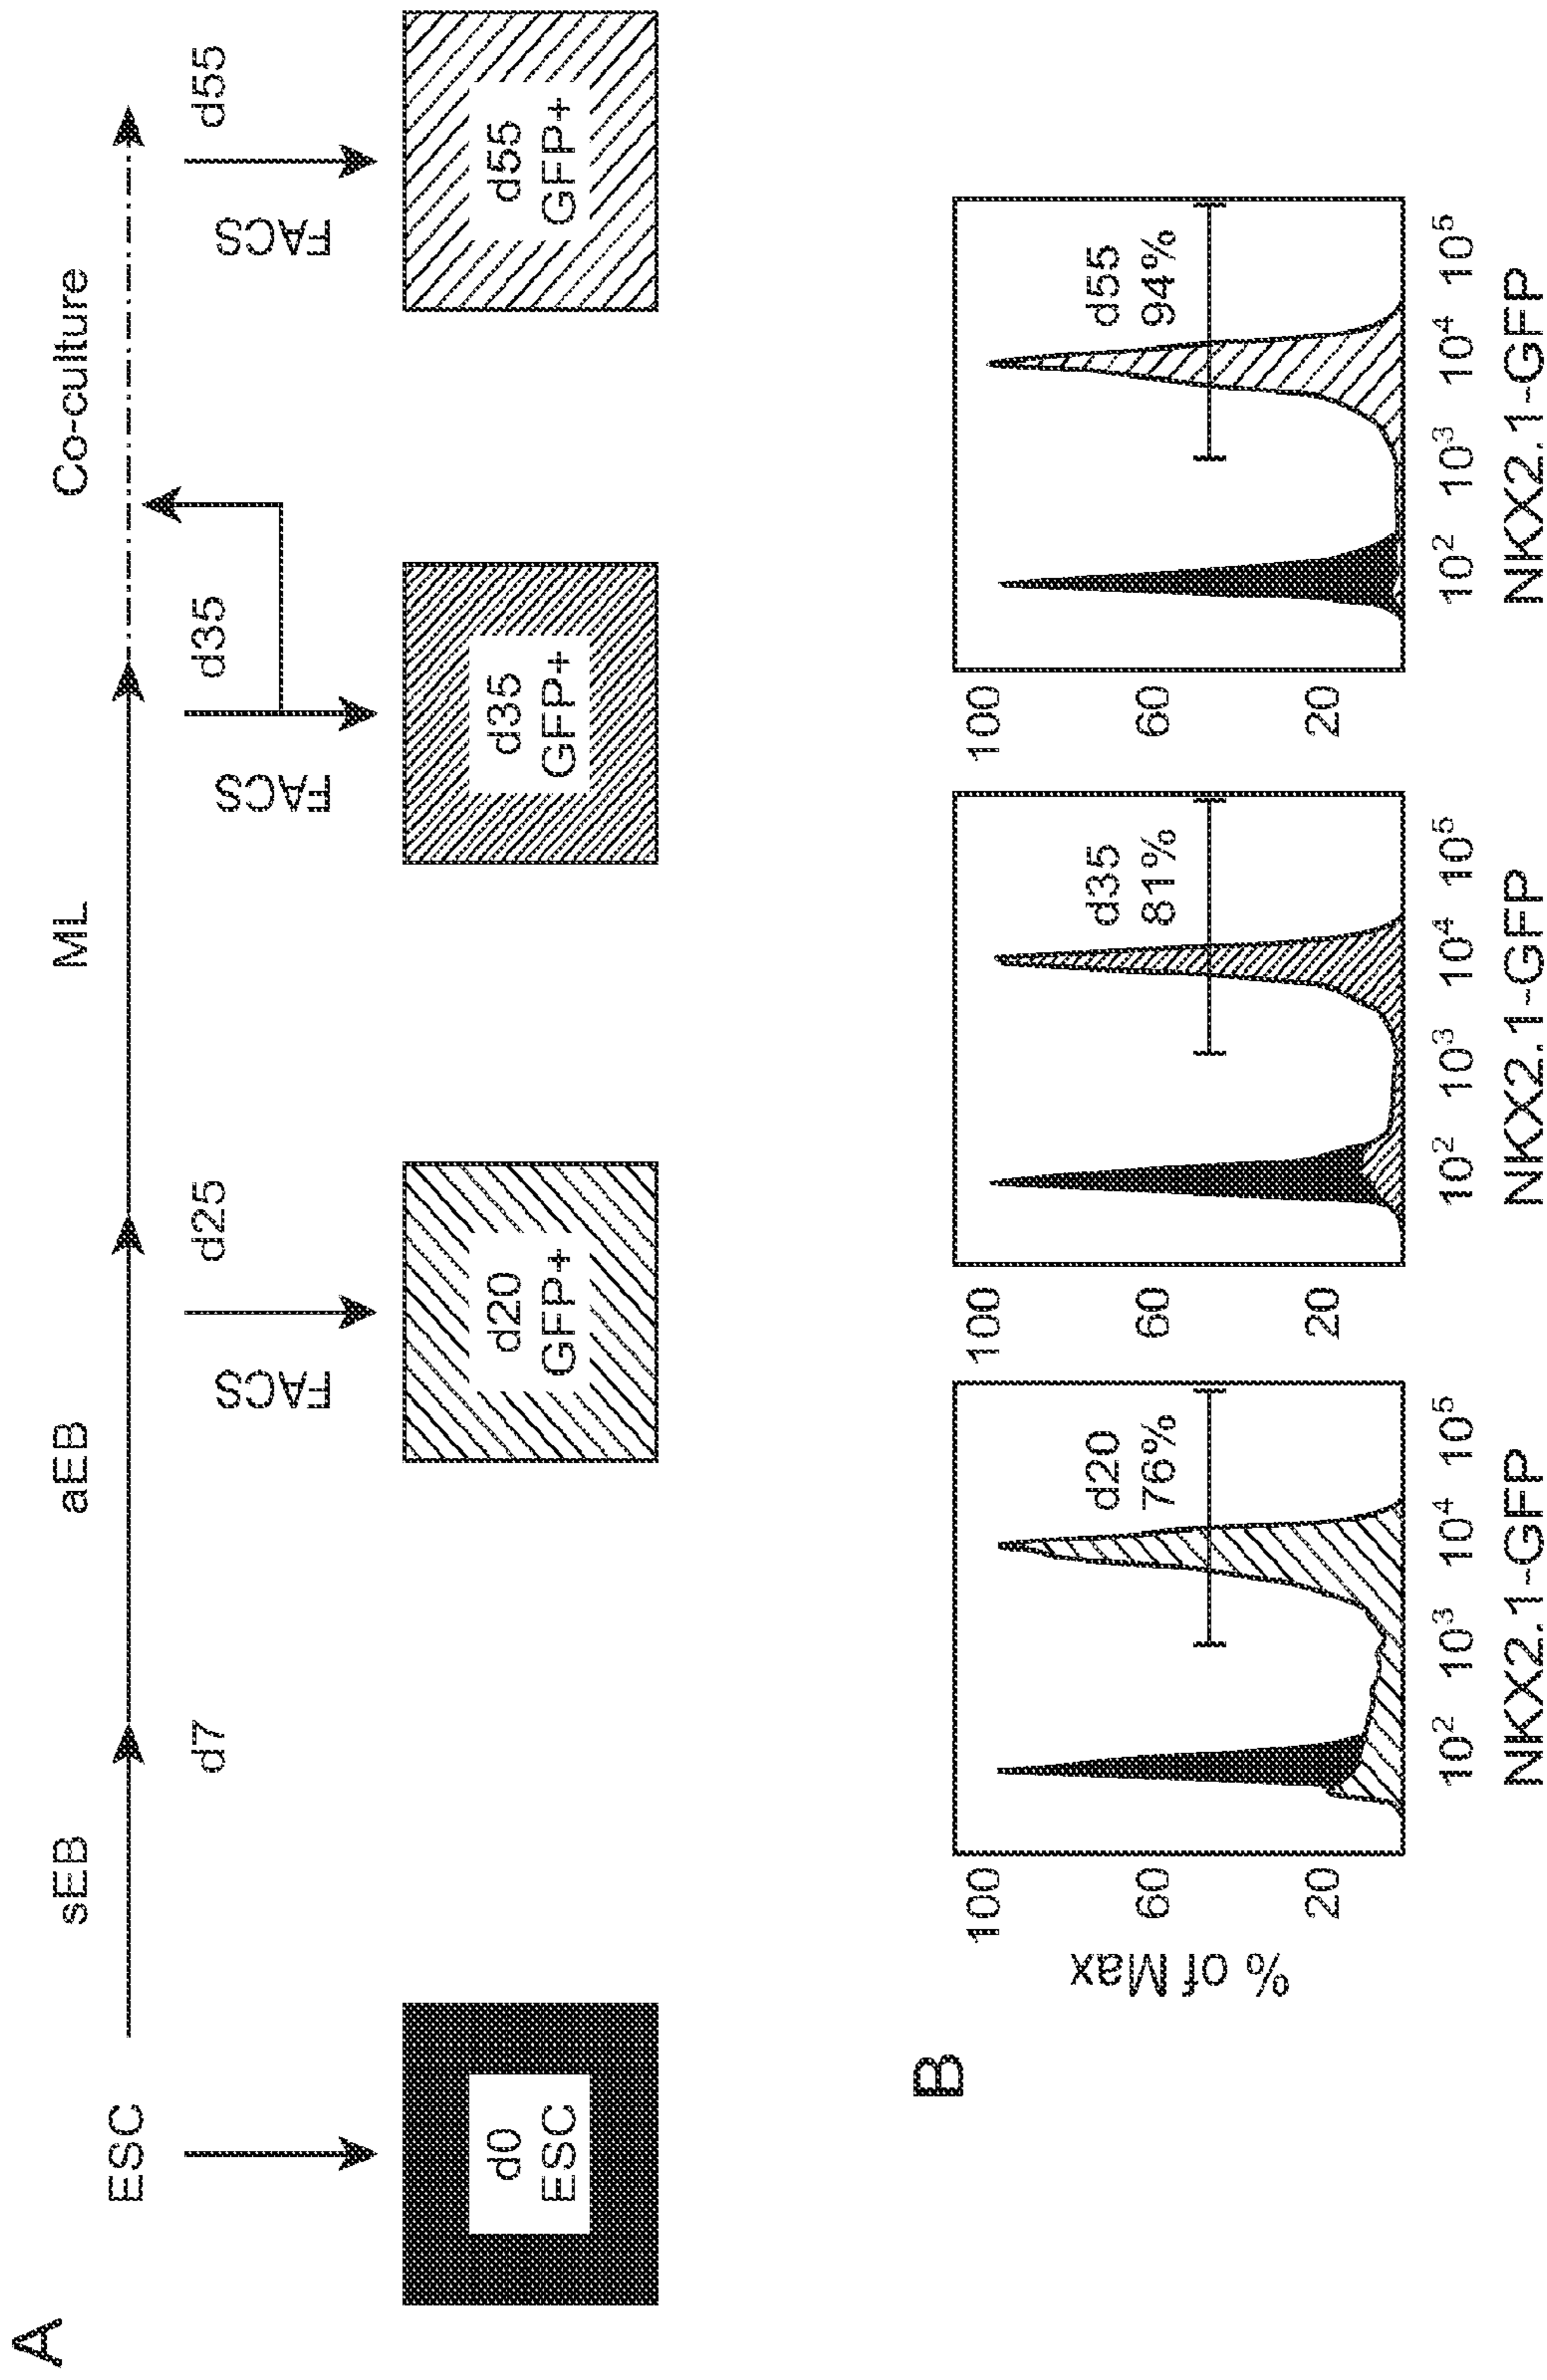 A
sEB
aEB
ML
Co-culture
ESC
d7
d25
d35
d55
FACS
FACS
FACS
d0
ESC
d20
GFP+
d35
GFP+
d55
GFP+
B
% of Max
100
60
20
d20
76%
10² 10³ 10⁴ 10⁵
NKX2.1-GFP
100
60
20
d35
81%
10² 10³ 10⁴ 10⁵
NKX2.1-GFP
100
60
20
d55
94%
10² 10³ 10⁴ 10⁵
NKX2.1-GFP